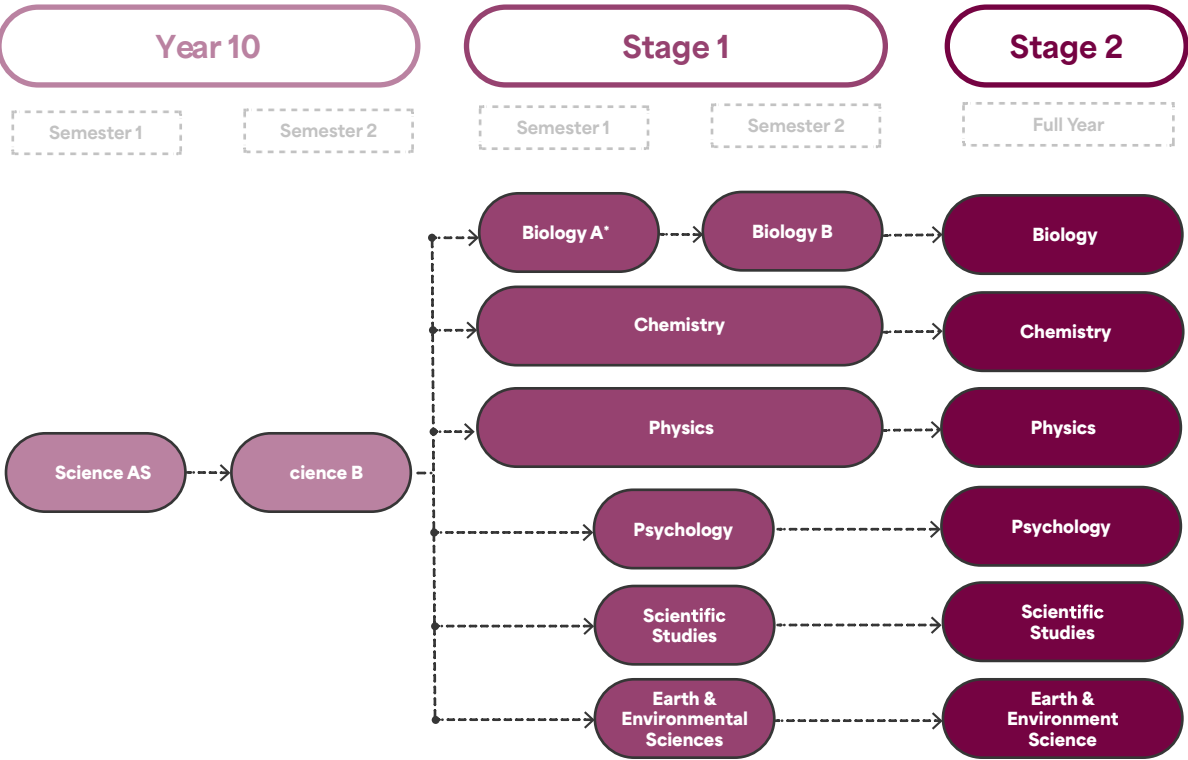 Year 10
Stage 1
Stage 2
Semester 1
Semester 2
Semester 1
Semester 2
Full Year
Biology A*
Biology B
Biology
Chemistry
Chemistry
Physics
Physics
Science AS
cience B
Psychology
Psychology
Scientific
Studies
Scientific
Studies
Earth &
Environmental
Sciences
Earth &
Environment
Science